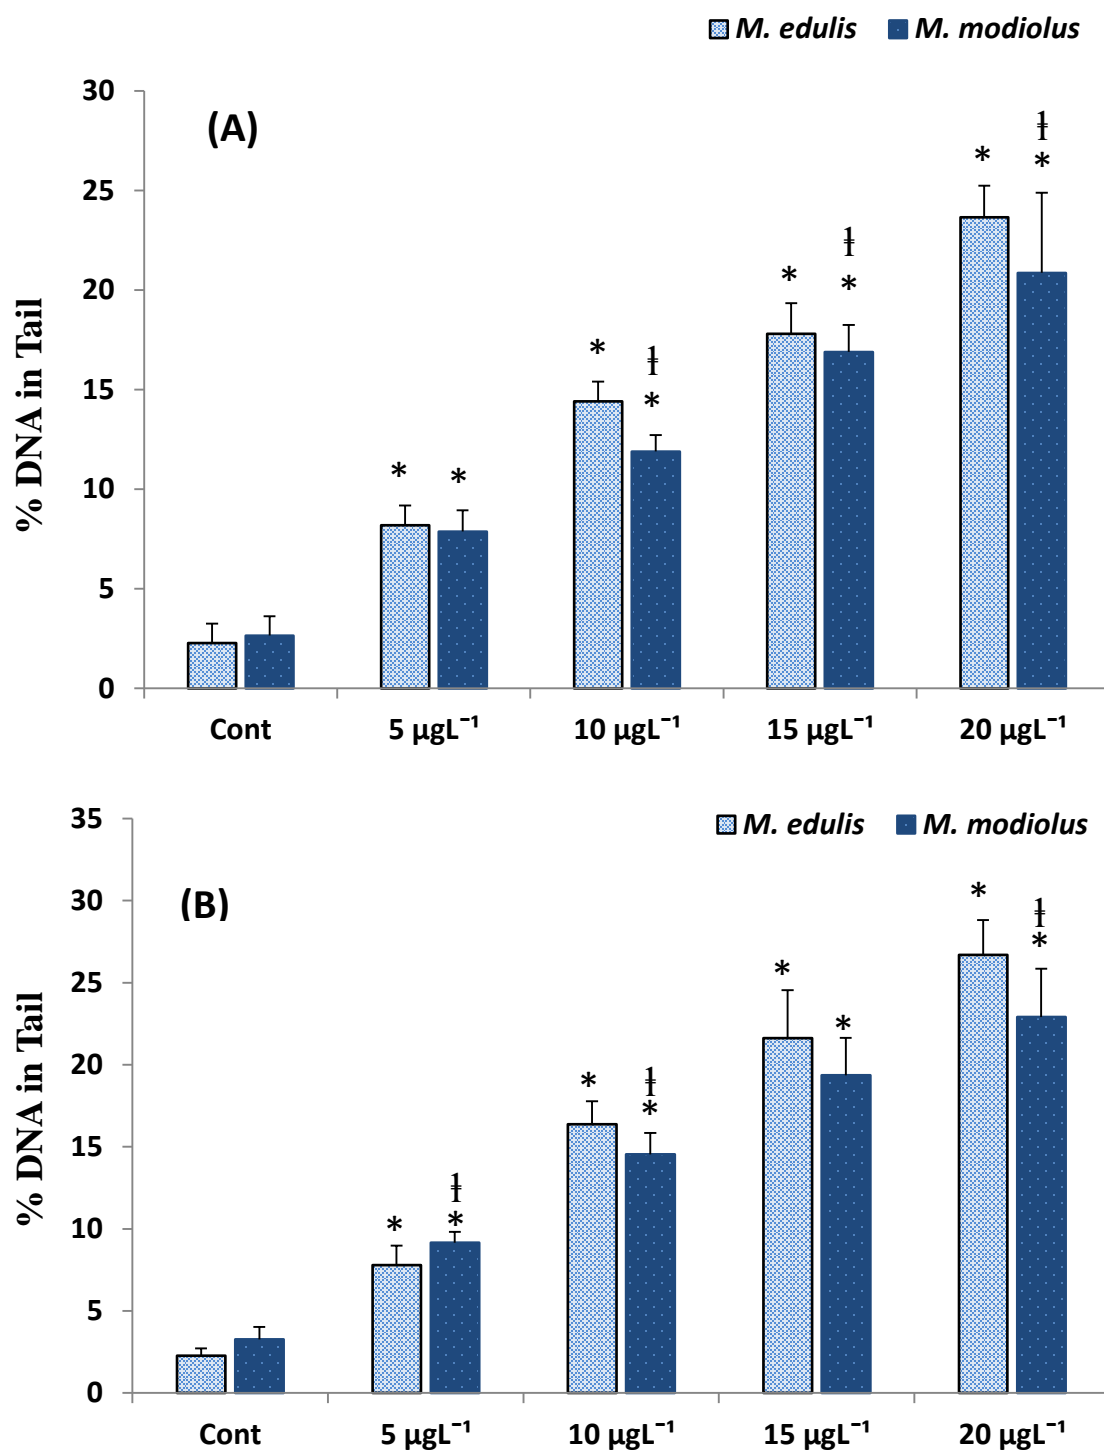 M. edulis M. modiolus
30
(A)
25
20
15
10
5
0
% DNA in Tail
* * * * ⱡ * * ⱡ * * ⱡ *
Cont 5 µgL⁻¹ 10 µgL⁻¹ 15 µgL⁻¹ 20 µgL⁻¹
35
M. edulis M. modiolus
30
(B)
25
20
15
10
5
0
% DNA in Tail
* ⱡ * * ⱡ * * * * ⱡ *
Cont 5 µgL⁻¹ 10 µgL⁻¹ 15 µgL⁻¹ 20 µgL⁻¹